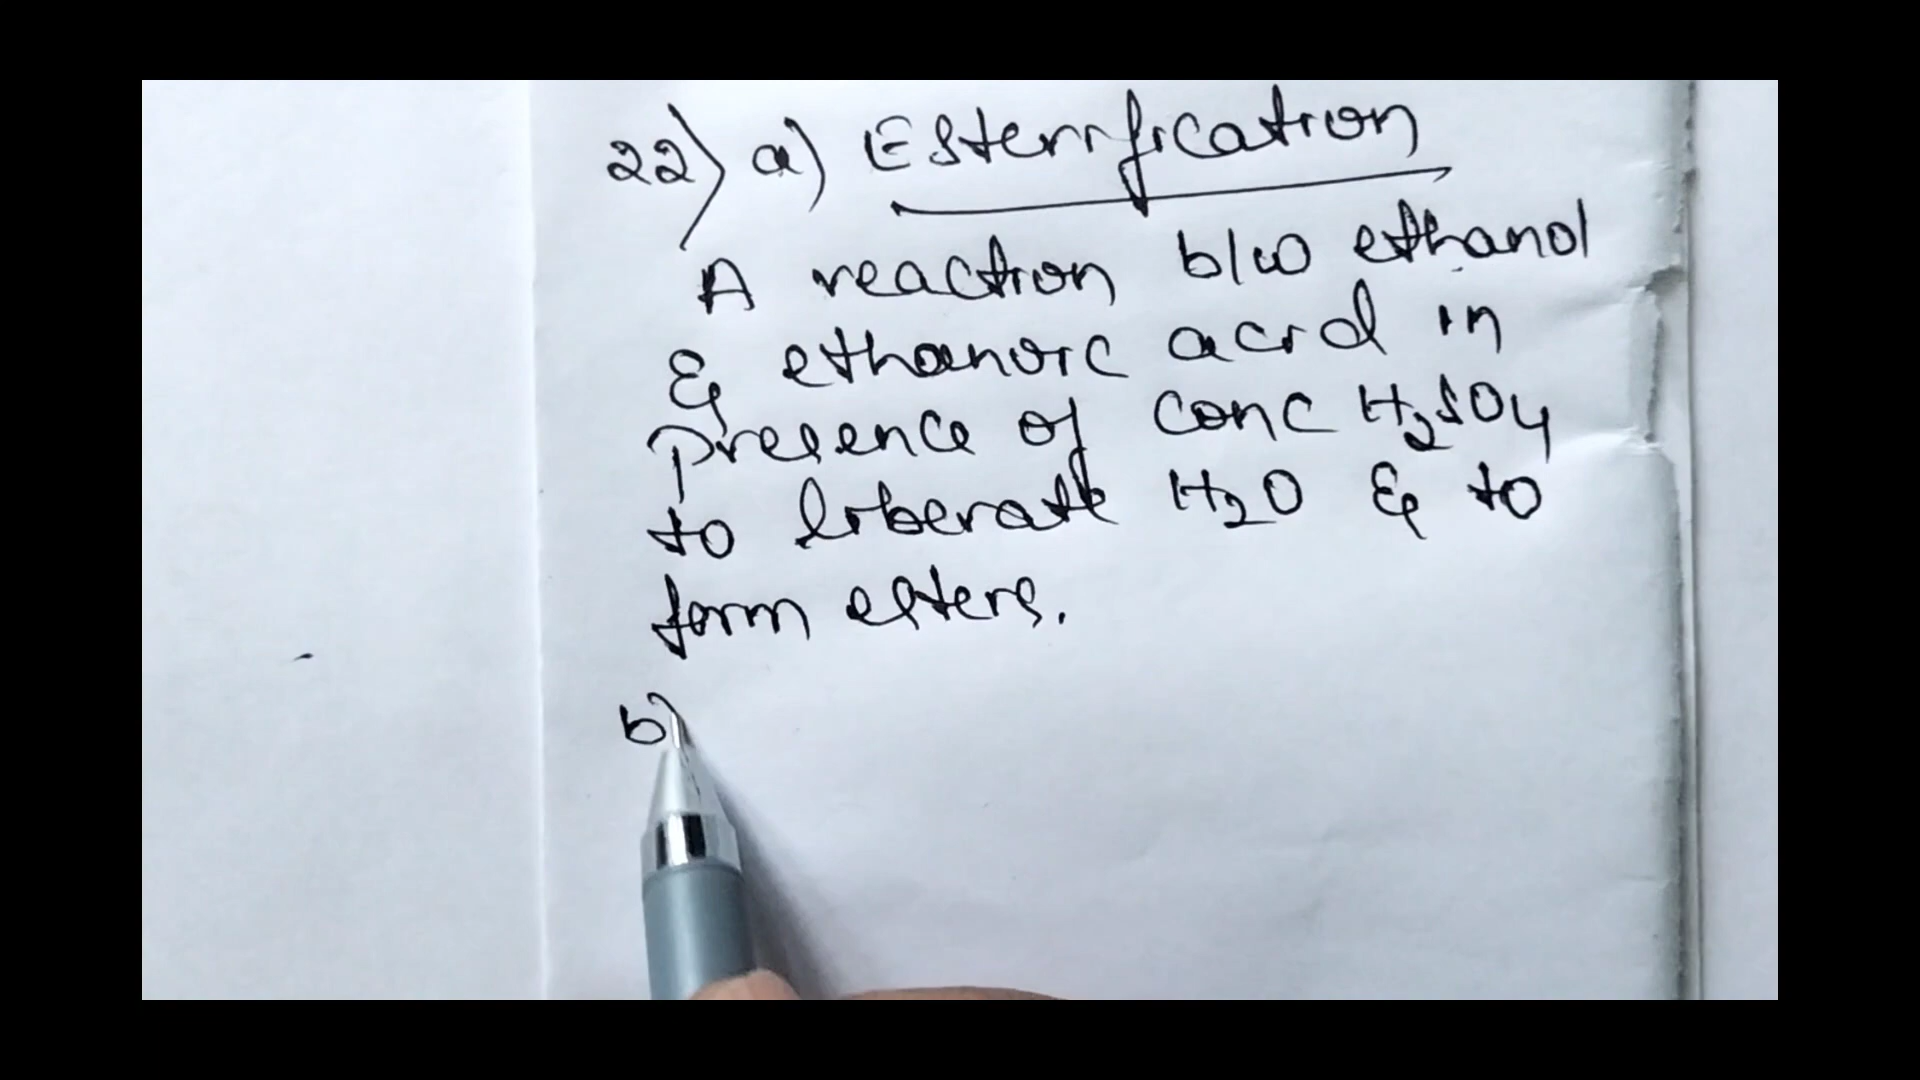 22) a) Esterification
A reaction b/w ethanol
& ethanoic acid in
presence of conc H₂SO₄
to liberate H₂O & to
form esters.
b)